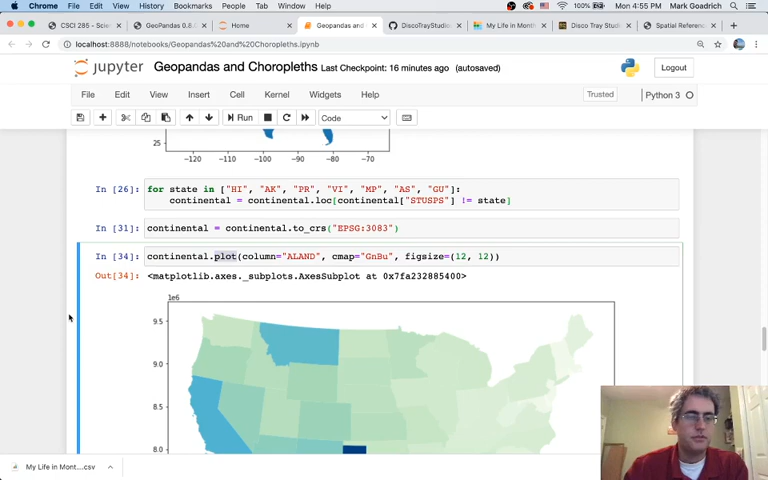 Chrome File Edit View History Bookmarks People Tab Window Help 100% Mon 4:55 PM Mark Goadrich
CSCI 285 - Scie GeoPandas 0.8. Home Geopandas and DiscoTrayStudio My Life in Mont Disco Tray Studi Spatial Referenc
localhost:8888/notebooks/Geopandas%20and%20Choropleths.ipynb
jupyter Geopandas and Choropleths Last Checkpoint: 16 minutes ago (autosaved) Logout
File Edit View Insert Cell Kernel Widgets Help Trusted Python 3
Run Code
25
−120 −110 −100 −90 −80 −70
In [26] for state in ["HI", "AK", "PR", "VI", "MP", "AS", "GU"]:
continental = continental.loc[continental["STUSPS"] != state]
In [31] continental = continental.to_crs("EPSG:3083")
In [34] continental.plot(column="ALAND", cmap="GnBu", figsize=(12, 12))
Out[34]: <matplotlib.axes._subplots.AxesSubplot at 0x7fa232885400>
1e6
9.5
9.0
8.5
8.0
My Life in Mont....csv